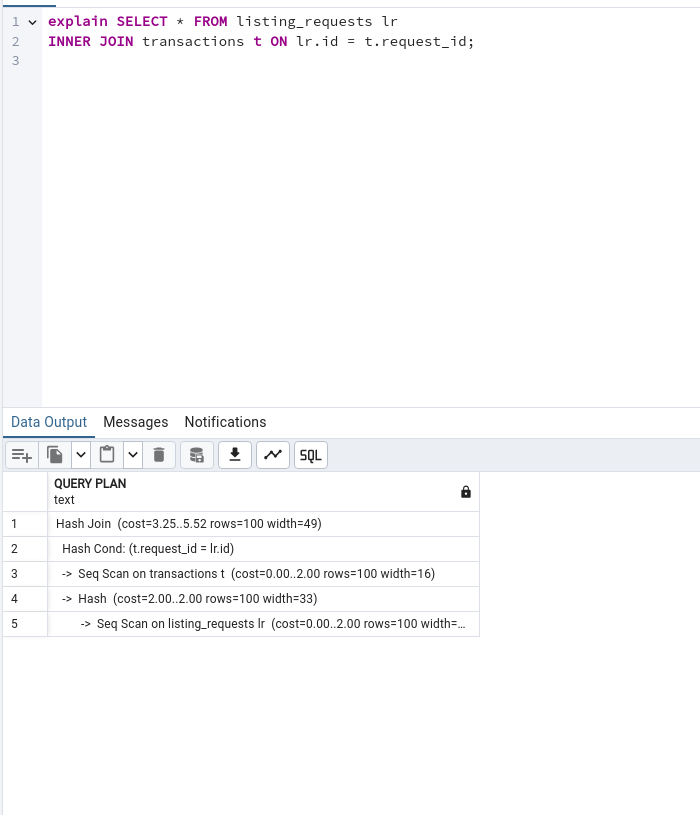 1 explain SELECT * FROM listing_requests lr
2 INNER JOIN transactions t ON lr.id = t.request_id;
3
Data Output Messages Notifications
SQL
QUERY PLAN
text
1 Hash Join (cost=3.25..5.52 rows=100 width=49)
2 Hash Cond: (t.request_id = lr.id)
3 -> Seq Scan on transactions t (cost=0.00..2.00 rows=100 width=16)
4 -> Hash (cost=2.00..2.00 rows=100 width=33)
5 -> Seq Scan on listing_requests lr (cost=0.00..2.00 rows=100 width=…